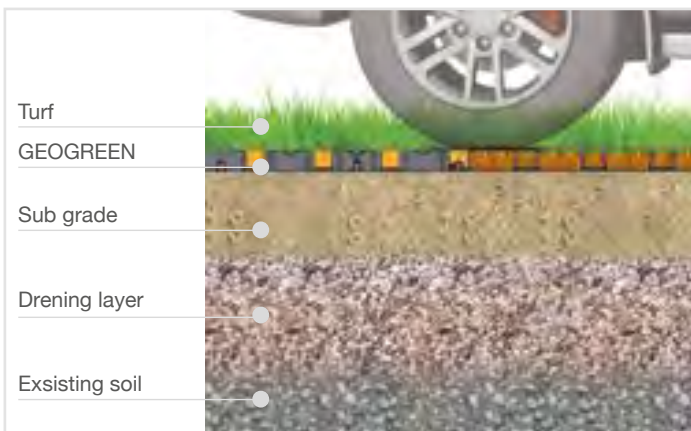 Turf
GEOGREEN
Sub grade
Drening layer
Exsisting soil